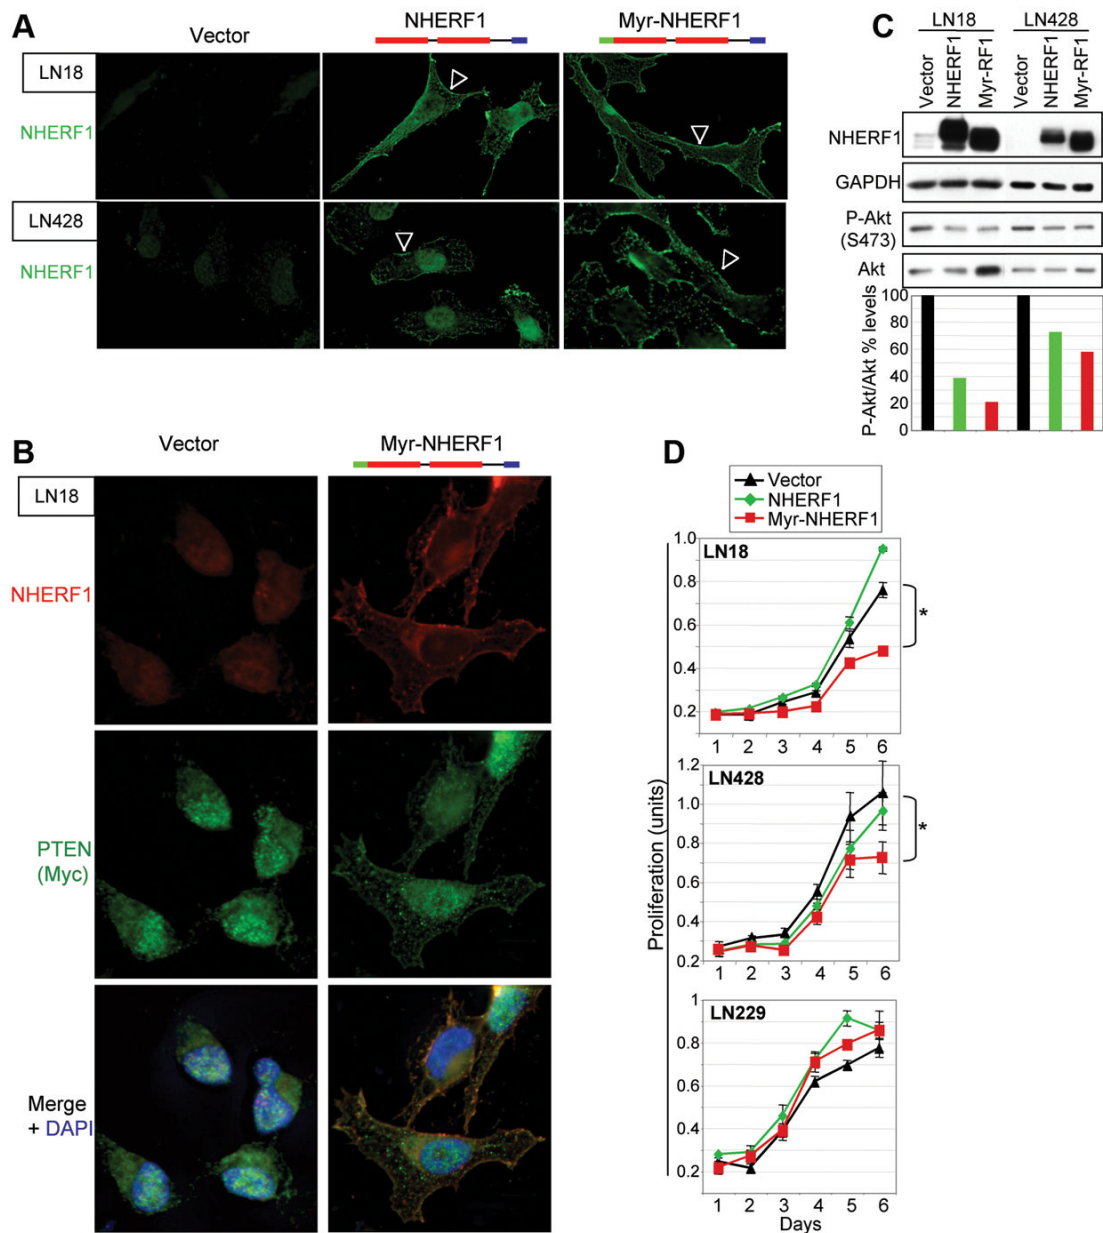 A
Vector
NHERF1
Myr-NHERF1
LN18
NHERF1
LN428
NHERF1
C
LN18
LN428
Vector
NHERF1
Myr-RF1
Vector
NHERF1
Myr-RF1
NHERF1
GAPDH
P-Akt
(S473)
Akt
P-Akt/Akt % levels
100
80
60
40
20
0
B
Vector
Myr-NHERF1
LN18
NHERF1
PTEN
(Myc)
Merge
+ DAPI
D
Vector
NHERF1
Myr-NHERF1
Proliferation (units)
LN18
1.0
0.8
0.6
0.4
0.2
*
1 2 3 4 5 6
LN428
1.2
1.0
0.8
0.6
0.4
0.2
*
1 2 3 4 5 6
LN229
1.0
0.8
0.6
0.4
0.2
1 2 3 4 5 6
Days